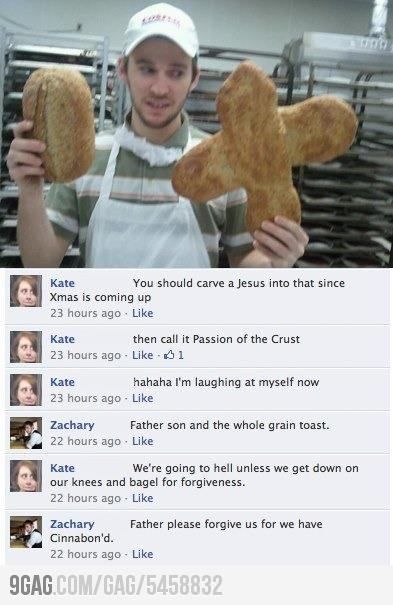 COSTCO
Kate You should carve a Jesus into that since
Xmas is coming up
23 hours ago · Like
Kate then call it Passion of the Crust
23 hours ago · Like · 1
Kate hahaha I'm laughing at myself now
23 hours ago · Like
Zachary Father son and the whole grain toast.
22 hours ago · Like
Kate We're going to hell unless we get down on
our knees and bagel for forgiveness.
22 hours ago · Like
Zachary Father please forgive us for we have
Cinnabon'd.
22 hours ago · Like
9GAG.COM/GAG/5458832